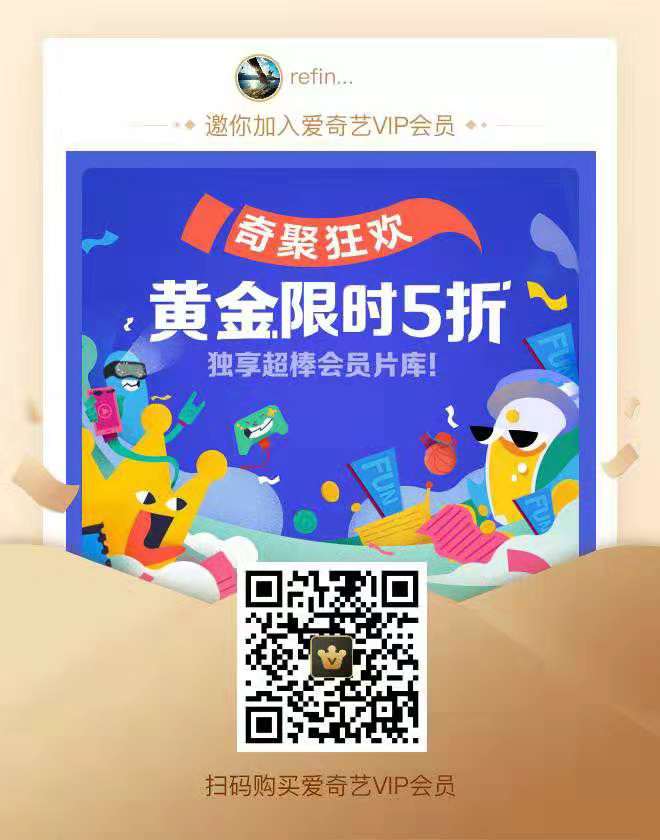 refin...
邀你加入爱奇艺VIP会员
奇聚狂欢
黄金限时5折
独享超棒会员片库!
FUN
FUN
FUN
扫码购买爱奇艺VIP会员